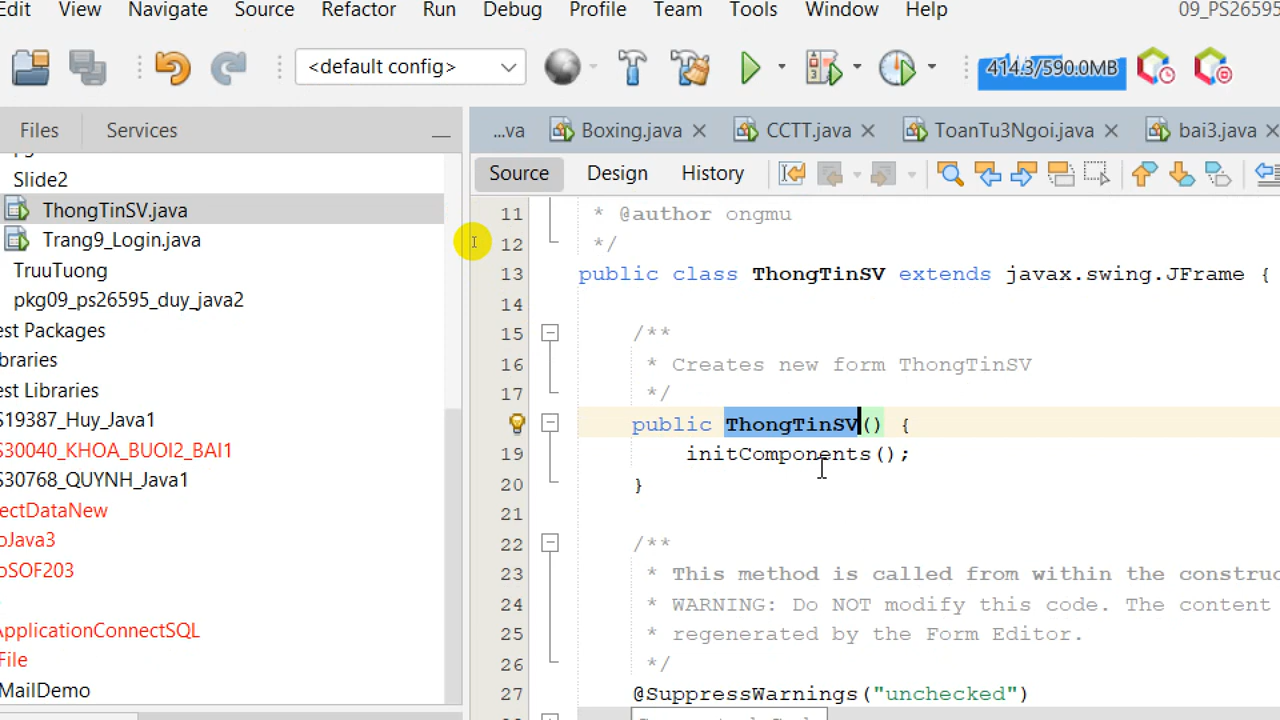 Edit View Navigate Source Refactor Run Debug Profile Team Tools Window Help 09_PS26595
<default config> 414.3/590.0MB
Files Services
...va Boxing.java CCTT.java ToanTu3Ngoi.java bai3.java
Source Design History
Slide2
ThongTinSV.java
Trang9_Login.java
TruuTuong
pkg09_ps26595_duy_java2
est Packages
braries
est Libraries
S19387_Huy_Java1
S30040_KHOA_BUOI2_BAI1
S30768_QUYNH_Java1
ectDataNew
oJava3
oSOF203
ApplicationConnectSQL
File
MailDemo
11 * @author ongmu
12 */
13 public class ThongTinSV extends javax.swing.JFrame {
14
15 /**
16 * Creates new form ThongTinSV
17 */
public ThongTinSV() {
19 initComponents();
20 }
21
22 /**
23 * This method is called from within the construc
24 * WARNING: Do NOT modify this code. The content
25 * regenerated by the Form Editor.
26 */
27 @SuppressWarnings("unchecked")